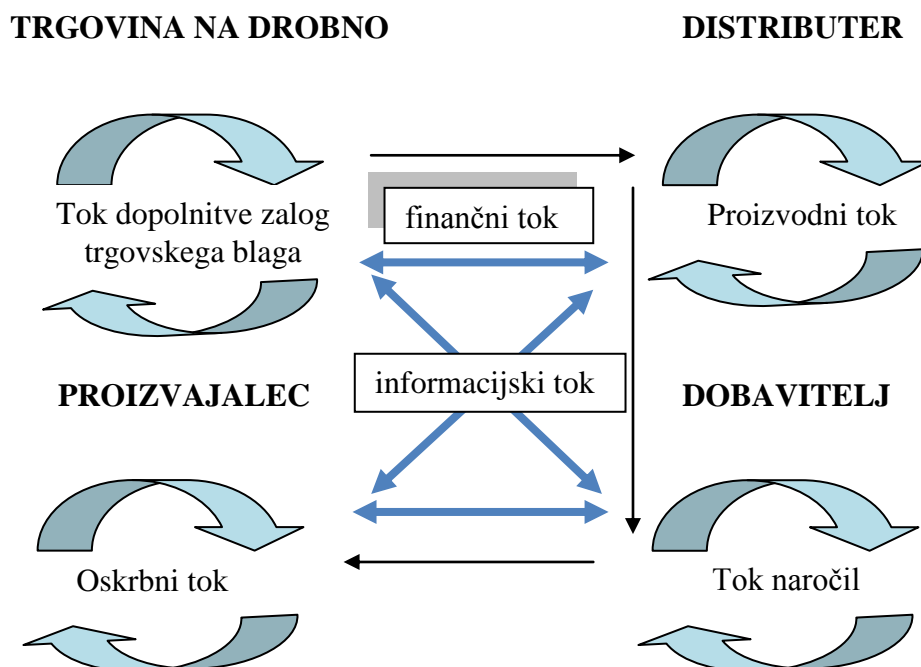 TRGOVINA NA DROBNO
DISTRIBUTER
Tok dopolnitve zalog
trgovskega blaga
finančni tok
Proizvodni tok
informacijski tok
PROIZVAJALEC
DOBAVITELJ
Oskrbni tok
Tok naročil